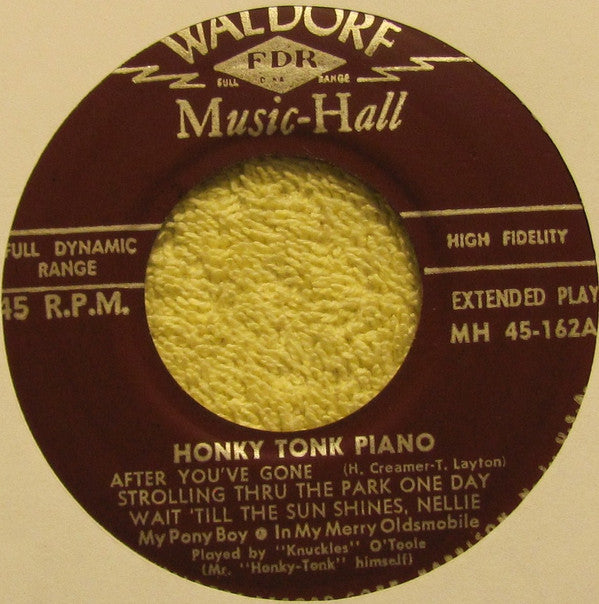 WALDORF
FDR
FULL RANGE
Music-Hall
FULL DYNAMIC
RANGE
HIGH FIDELITY
45 R.P.M.
EXTENDED PLAY
MH 45-162A
HONKY TONK PIANO
AFTER YOU'VE GONE (H. Creamer-T. Layton)
STROLLING THRU THE PARK ONE DAY
WAIT 'TILL THE SUN SHINES, NELLIE
My Pony Boy In My Merry Oldsmobile
Played by "Knuckles" O'Toole
(Mr. "Honky-Tonk" himself)